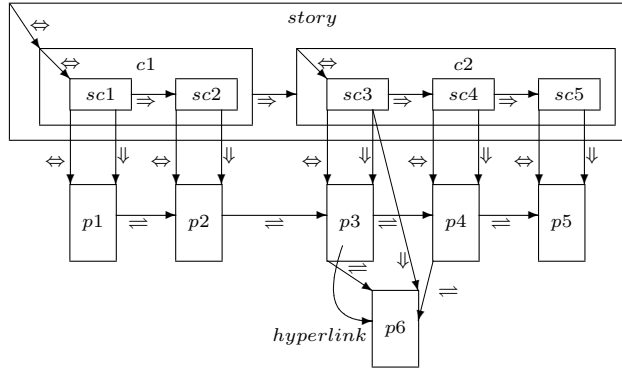 story
⇔
c1 c2
⇔ ⇔
sc1 sc2 sc3 sc4 sc5
⇒ ⇒ ⇒ ⇒
⇔ ⇓ ⇔ ⇓ ⇔ ⇓ ⇔ ⇓ ⇔ ⇓
p1 p2 p3 p4 p5
⇌ ⇌ ⇌ ⇌
⇌ ⇓ ⇌
hyperlink p6